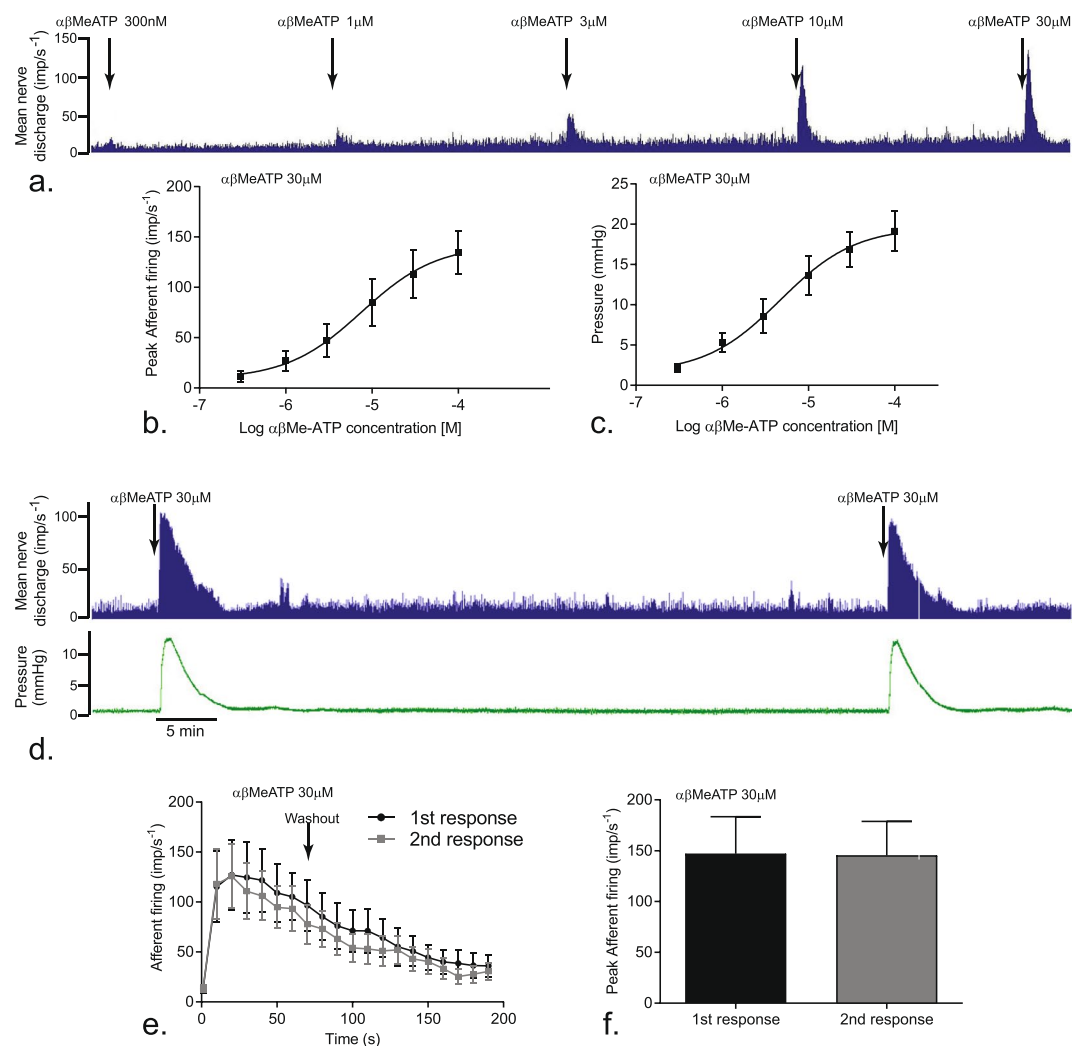 αβMeATP 300nM
αβMeATP 1μM
αβMeATP 3μM
αβMeATP 10μM
αβMeATP 30μM
Mean nerve
discharge (imp/s⁻¹)
150
100
50
0
a.
αβMeATP 30μM
Peak Afferent firing (imp/s⁻¹)
200
150
100
50
0
-7
-6
-5
-4
Log αβMe-ATP concentration [M]
b.
αβMeATP 30μM
Pressure (mmHg)
25
20
15
10
5
0
-7
-6
-5
-4
Log αβMe-ATP concentration [M]
c.
αβMeATP 30μM
αβMeATP 30μM
Mean nerve
discharge (imp/s⁻¹)
100
50
0
Pressure
(mmHg)
10
5
0
5 min
d.
αβMeATP 30μM
Washout
1st response
2nd response
Afferent firing (imp/s⁻¹)
200
150
100
50
0
0
50
100
150
200
Time (s)
e.
αβMeATP 30μM
Peak Afferent firing (imp/s⁻¹)
200
150
100
50
0
1st response
2nd response
f.